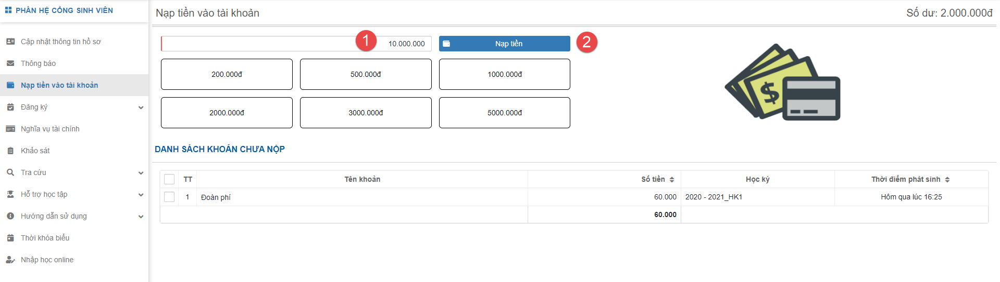 PHÂN HỆ CỔNG SINH VIÊN
Cập nhật thông tin hồ sơ
Thông báo
Nạp tiền vào tài khoản
Đăng ký
Nghĩa vụ tài chính
Khảo sát
Tra cứu
Hỗ trợ học tập
Hướng dẫn sử dụng
Thời khóa biểu
Nhập học online
Nạp tiền vào tài khoản
Số dư: 2.000.000đ
1
10.000.000
Nạp tiền
2
200.000đ
500.000đ
1000.000đ
2000.000đ
3000.000đ
5000.000đ
$
DANH SÁCH KHOẢN CHƯA NỘP
TT Tên khoản Số tiền Học kỳ Thời điểm phát sinh
1 Đoàn phí 60.000 2020 - 2021_HK1 Hôm qua lúc 16:25
60.000